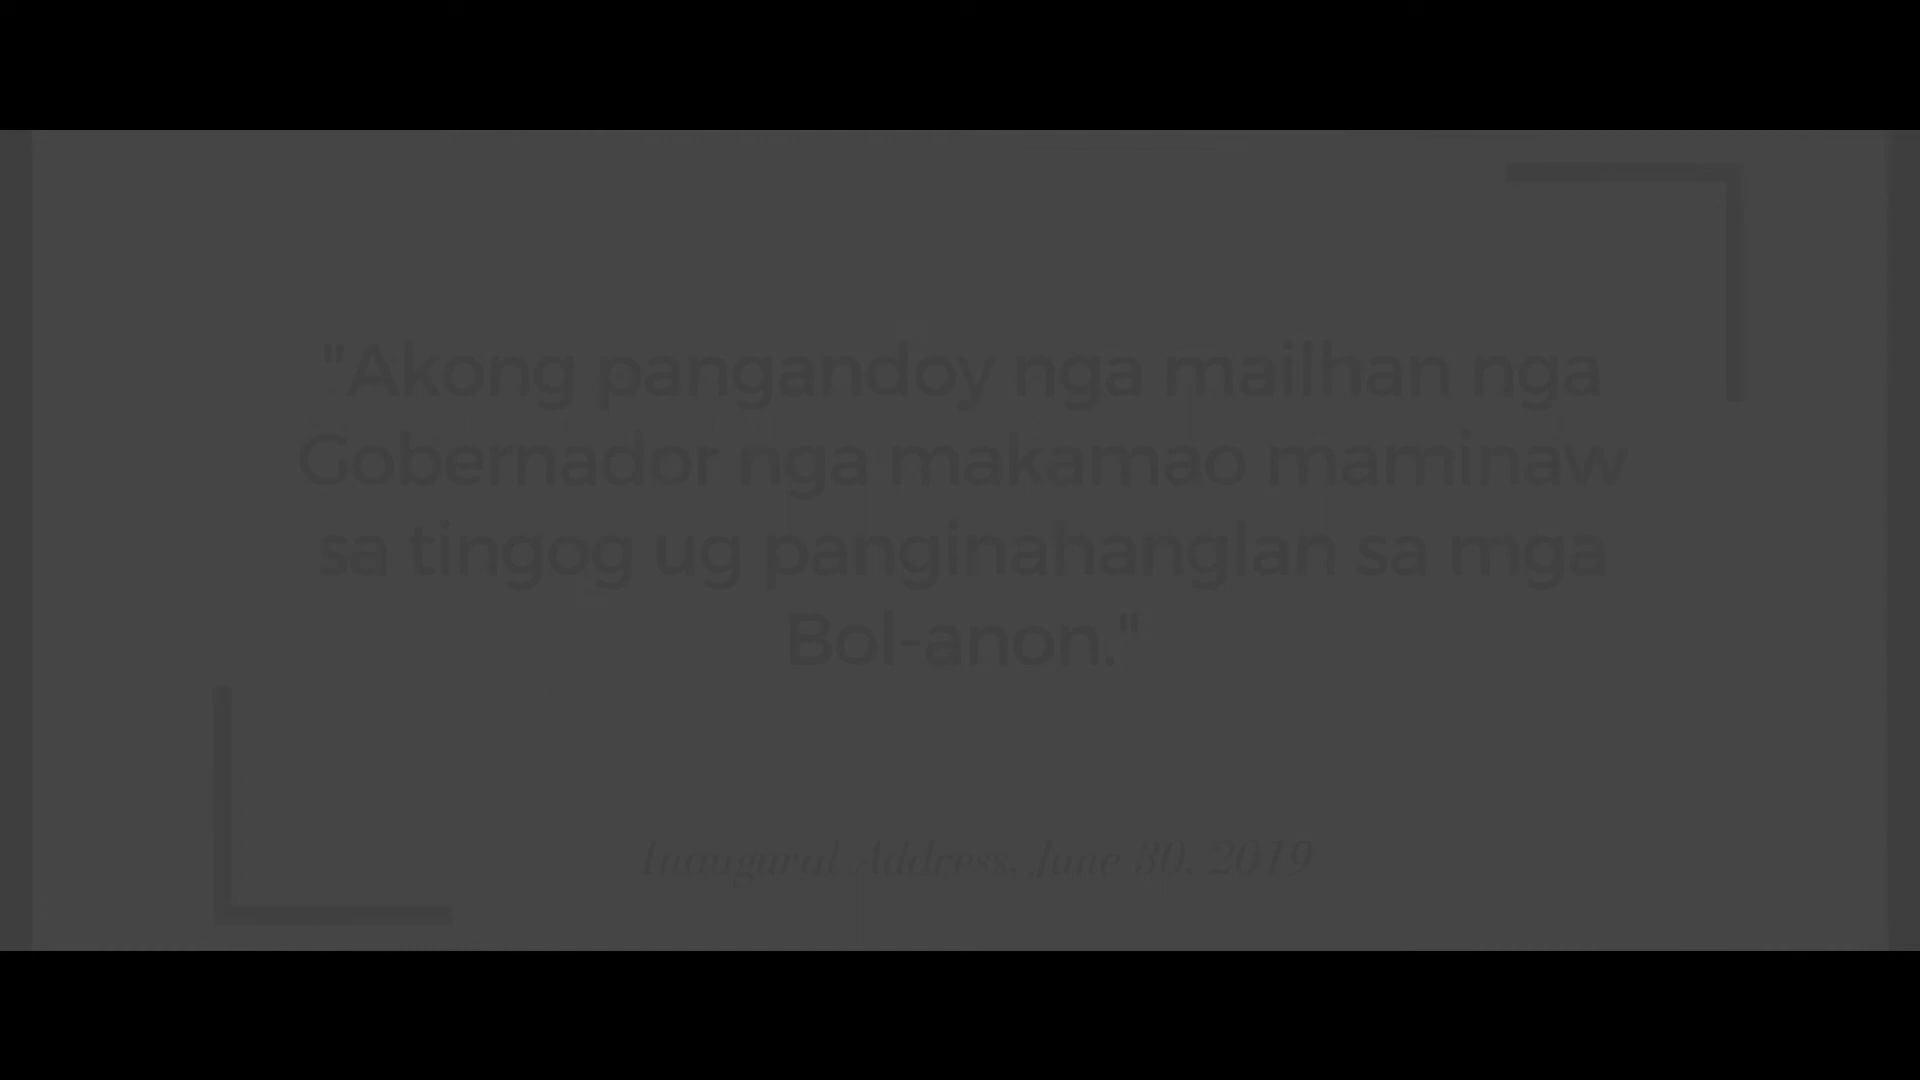 "Akong pangandoy nga mailhan nga
Gobernador nga makamao maminaw
sa tingog ug panginahanglan sa mga
Bol-anon."
Inaugural Address, June 30, 2019